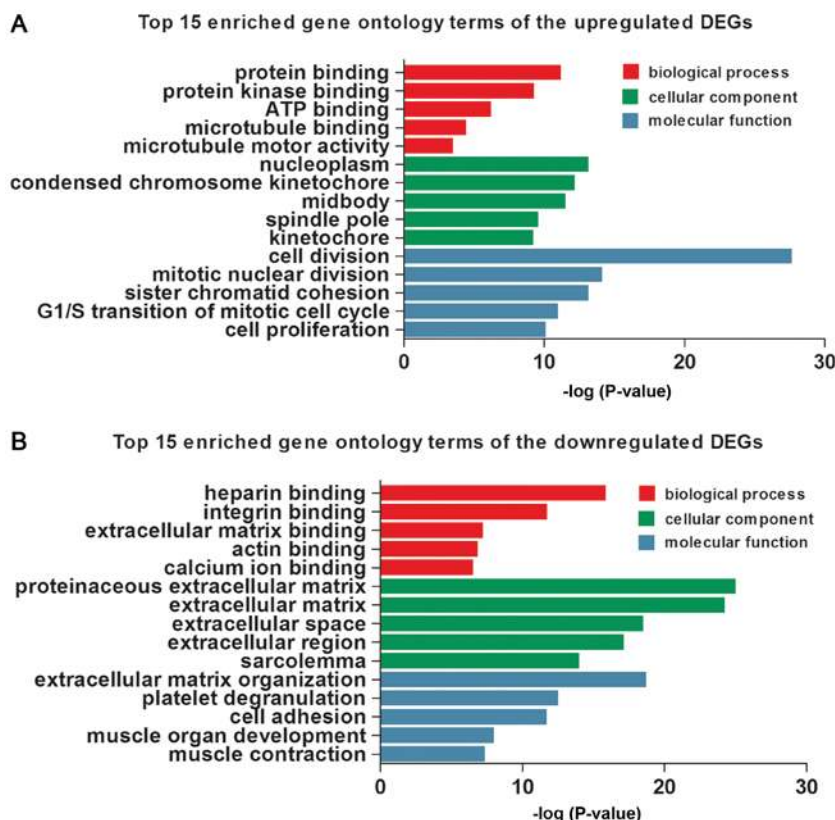 A
Top 15 enriched gene ontology terms of the upregulated DEGs
protein binding
protein kinase binding
ATP binding
microtubule binding
microtubule motor activity
nucleoplasm
condensed chromosome kinetochore
midbody
spindle pole
kinetochore
cell division
mitotic nuclear division
sister chromatid cohesion
G1/S transition of mitotic cell cycle
cell proliferation
biological process
cellular component
molecular function
0 10 20 30
-log (P-value)
B
Top 15 enriched gene ontology terms of the downregulated DEGs
heparin binding
integrin binding
extracellular matrix binding
actin binding
calcium ion binding
proteinaceous extracellular matrix
extracellular matrix
extracellular space
extracellular region
sarcolemma
extracellular matrix organization
platelet degranulation
cell adhesion
muscle organ development
muscle contraction
biological process
cellular component
molecular function
0 10 20 30
-log (P-value)